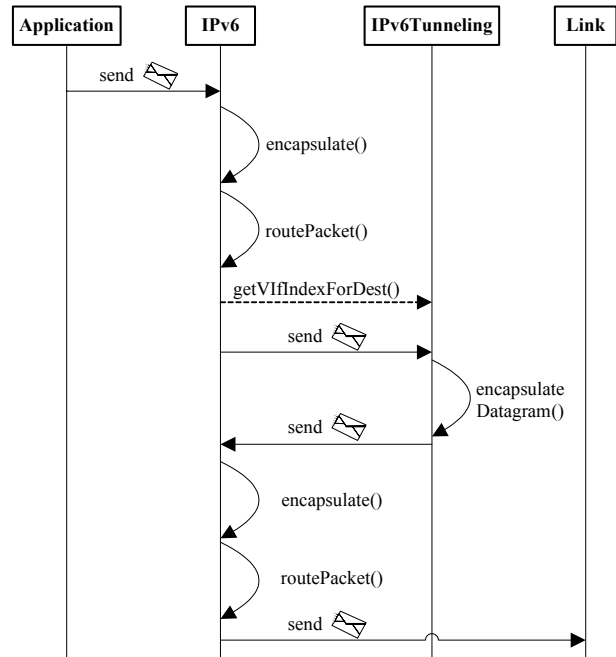 Application IPv6 IPv6Tunneling Link
send
encapsulate()
routePacket()
getVIfIndexForDest()
send
encapsulate
Datagram()
send
encapsulate()
routePacket()
send